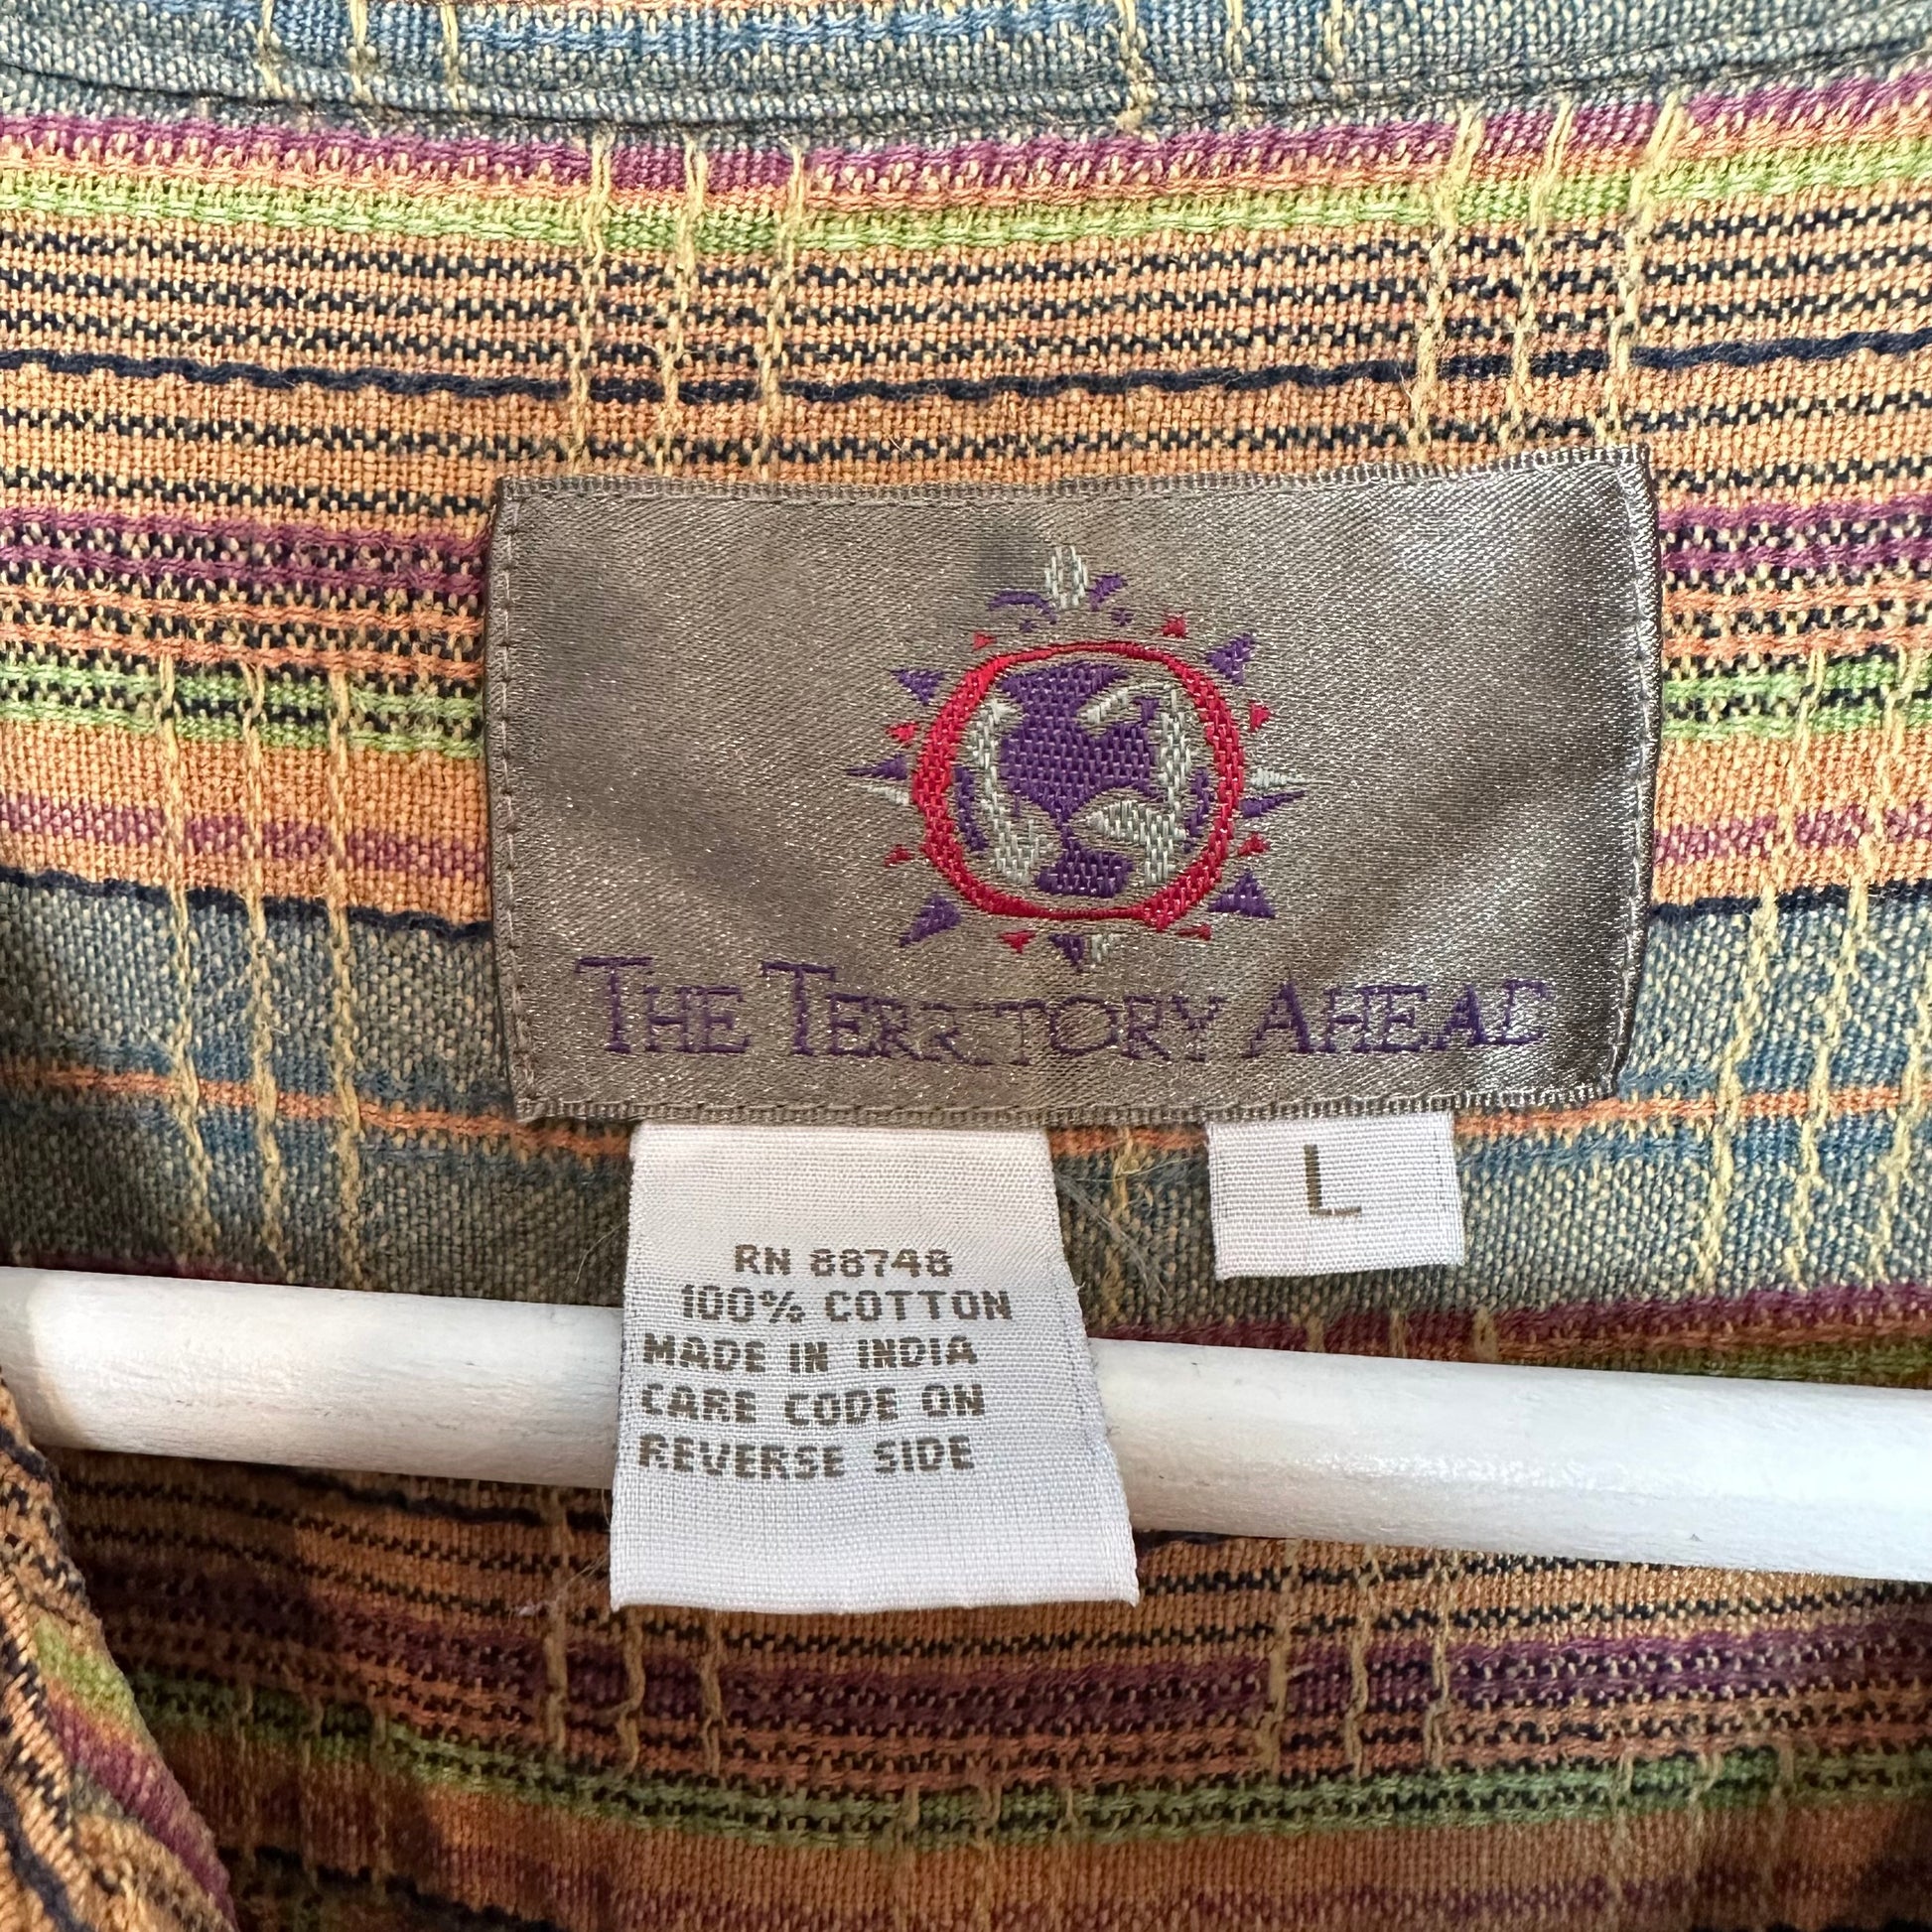 THE TERRITORY AHEAD
L
RN 88748
100% COTTON
MADE IN INDIA
CARE CODE ON
REVERSE SIDE